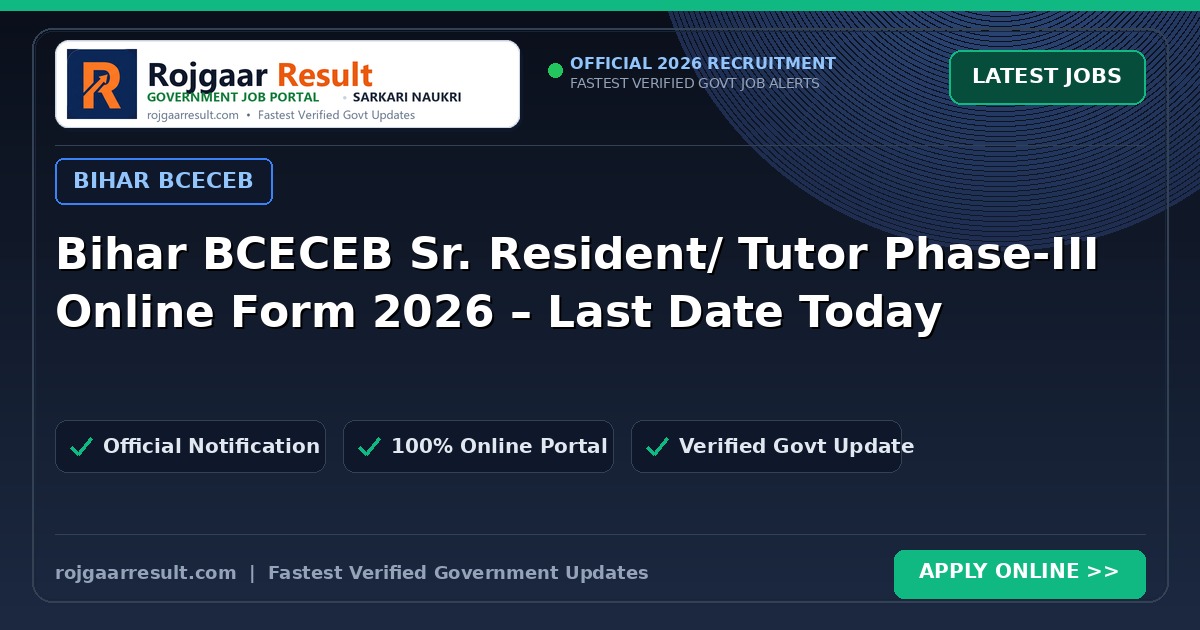 Rojgaar Result
GOVERNMENT JOB PORTAL • SARKARI NAUKRI
rojgaarresult.com • Fastest Verified Govt Updates
OFFICIAL 2026 RECRUITMENT
FASTEST VERIFIED GOVT JOB ALERTS
LATEST JOBS
BIHAR BCECEB
Bihar BCECEB Sr. Resident/ Tutor Phase-III
Online Form 2026 – Last Date Today
Official Notification
100% Online Portal
Verified Govt Update
rojgaarresult.com | Fastest Verified Government Updates
APPLY ONLINE >>